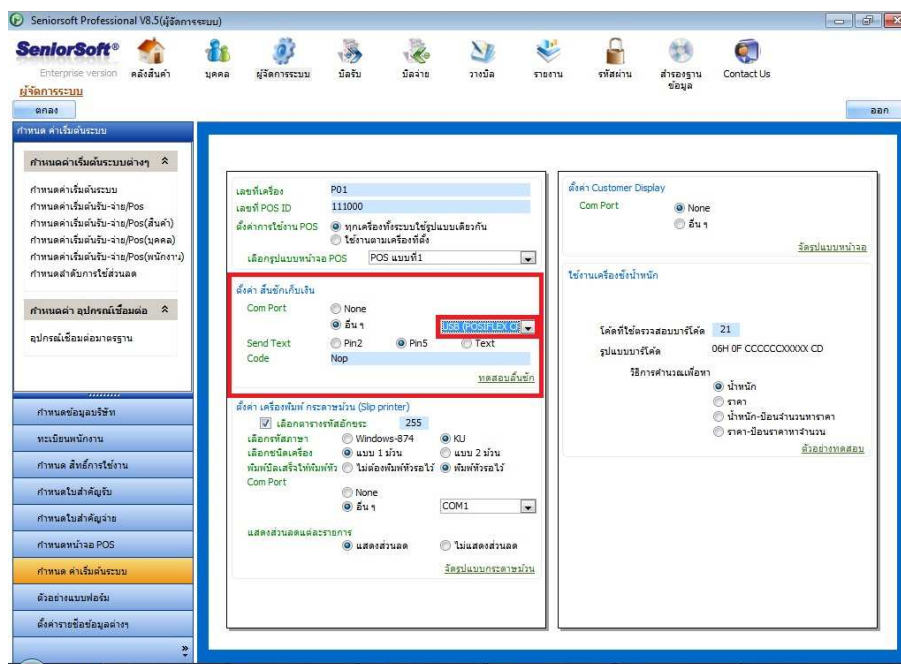 Seniorsoft Professional V8.5(ผู้จัดการระบบ)
SeniorSoft®
Enterprise version
คลังสินค้า
บุคคล
ผู้จัดการระบบ
บิลรับ
บิลจ่าย
วางบิล
รายงาน
รหัสผ่าน
สำรองฐาน
ข้อมูล
Contact Us
ผู้จัดการระบบ
ตกลง
ออก
กำหนด ค่าเริ่มต้นระบบ
กำหนดค่าเริ่มต้นระบบต่างๆ
กำหนดค่าเริ่มต้นระบบ
กำหนดค่าเริ่มต้นรับ-จ่าย/Pos
กำหนดค่าเริ่มต้นรับ-จ่าย/Pos(สินค้า)
กำหนดค่าเริ่มต้นรับ-จ่าย/Pos(บุคคล)
กำหนดค่าเริ่มต้นรับ-จ่าย/Pos(พนักงาน)
กำหนดลำดับการใช้ส่วนลด
กำหนดค่า อุปกรณ์เชื่อมต่อ
อุปกรณ์เชื่อมต่อมาตรฐาน
กำหนดข้อมูลบริษัท
ทะเบียนพนักงาน
กำหนด สิทธิ์การใช้งาน
กำหนดใบสำคัญรับ
กำหนดใบสำคัญจ่าย
กำหนดหน้าจอ POS
กำหนด ค่าเริ่มต้นระบบ
ตัวอย่างแบบฟอร์ม
ตั้งค่ารายชื่อข้อมูลต่างๆ
เลขที่เครื่อง P01
เลขที่ POS ID 111000
ตั้งค่าการใช้งาน POS ทุกเครื่องทั้งระบบใช้รูปแบบเดียวกัน
ใช้งานตามเครื่องที่ตั้ง
เลือกรูปแบบหน้าจอ POS POS แบบที่1
ตั้งค่า ลิ้นชักเก็บเงิน
Com Port None
อื่น ๆ USB (POSIFLEX CF
Send Text Pin2 Pin5 Text
Code Nop
ทดสอบลิ้นชัก
ตั้งค่า เครื่องพิมพ์ กระดาษม้วน (Slip printer)
เลือกตารางรหัสอักขระ 255
เลือกรหัสภาษา Windows-874 KU
เลือกชนิดเครื่อง แบบ 1 ม้วน แบบ 2 ม้วน
พิมพ์บิลเสร็จให้พิมพ์หัว ไม่ต้องพิมพ์หัวรอไว้ พิมพ์หัวรอไว้
Com Port
None
อื่น ๆ COM1
แสดงส่วนลดแต่ละรายการ
แสดงส่วนลด ไม่แสดงส่วนลด
จัดรูปแบบกระดาษม้วน
ตั้งค่า Customer Display
Com Port None
อื่น ๆ
จัดรูปแบบหน้าจอ
ใช้งานเครื่องชั่งน้ำหนัก
โค้ดที่ใช้ตรวจสอบบาร์โค้ด 21
รูปแบบบาร์โค้ด 06H 0F CCCCCCXXXXX CD
วิธีการคำนวณเพื่อหา
น้ำหนัก
ราคา
น้ำหนัก-ป้อนจำนวนหาราคา
ราคา-ป้อนราคาหาจำนวน
ตัวอย่างทดสอบ